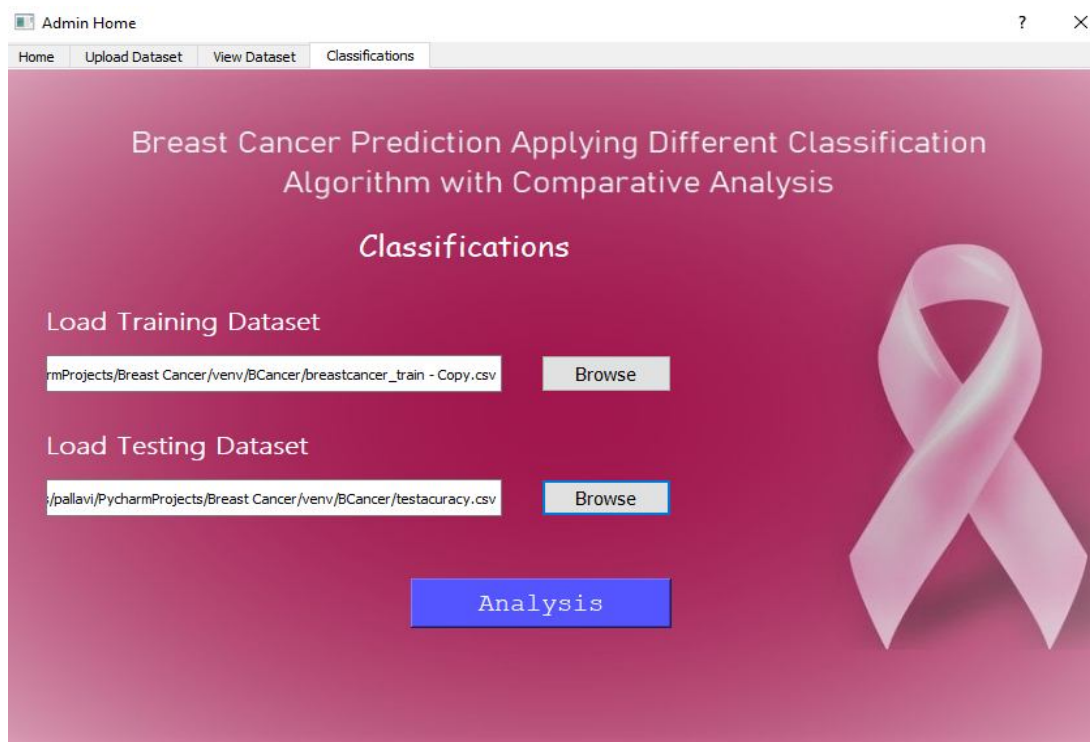 Admin Home
?
Home
Upload Dataset
View Dataset
Classifications
Breast Cancer Prediction Applying Different Classification
Algorithm with Comparative Analysis
Classifications
Load Training Dataset
rmProjects/Breast Cancer/venv/BCancer/breastcancer_train - Copy.csv
Browse
Load Testing Dataset
/pallavi/PycharmProjects/Breast Cancer/venv/BCancer/testacuracy.csv
Browse
Analysis